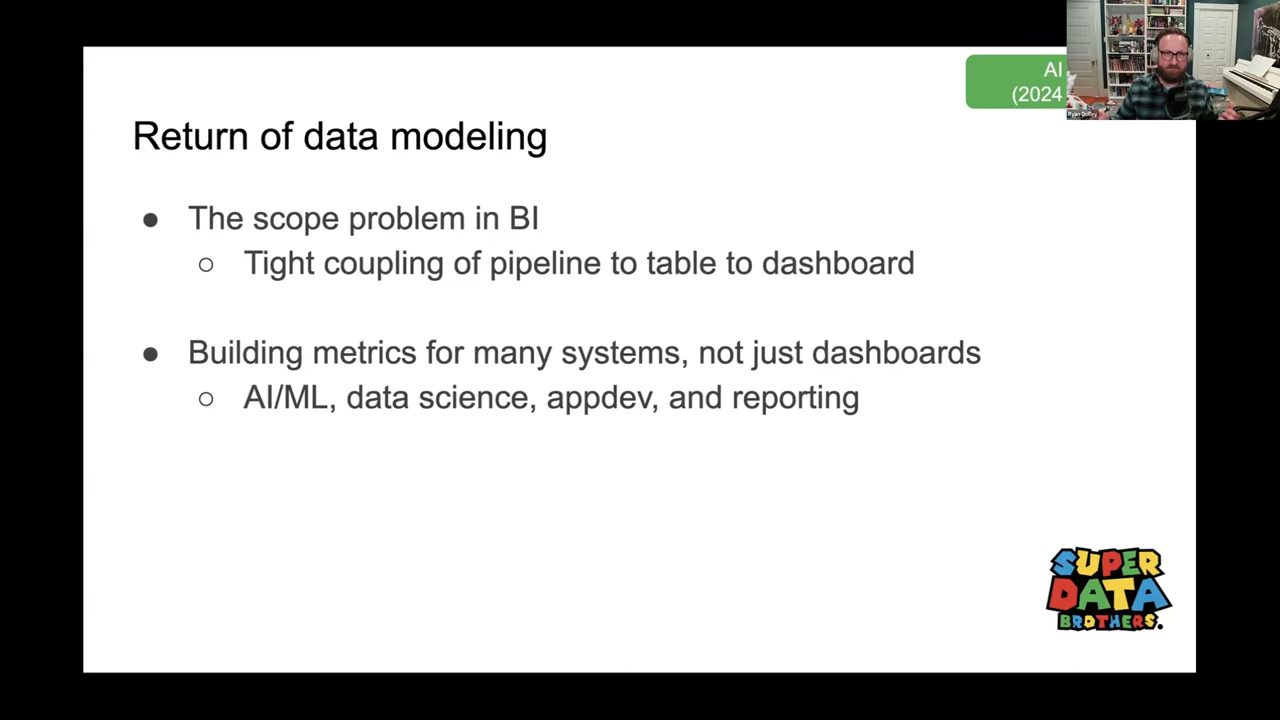 AI
(2024
Return of data modeling
● The scope problem in BI
○ Tight coupling of pipeline to table to dashboard
● Building metrics for many systems, not just dashboards
○ AI/ML, data science, appdev, and reporting
SUPER
DATA
BROTHERS.